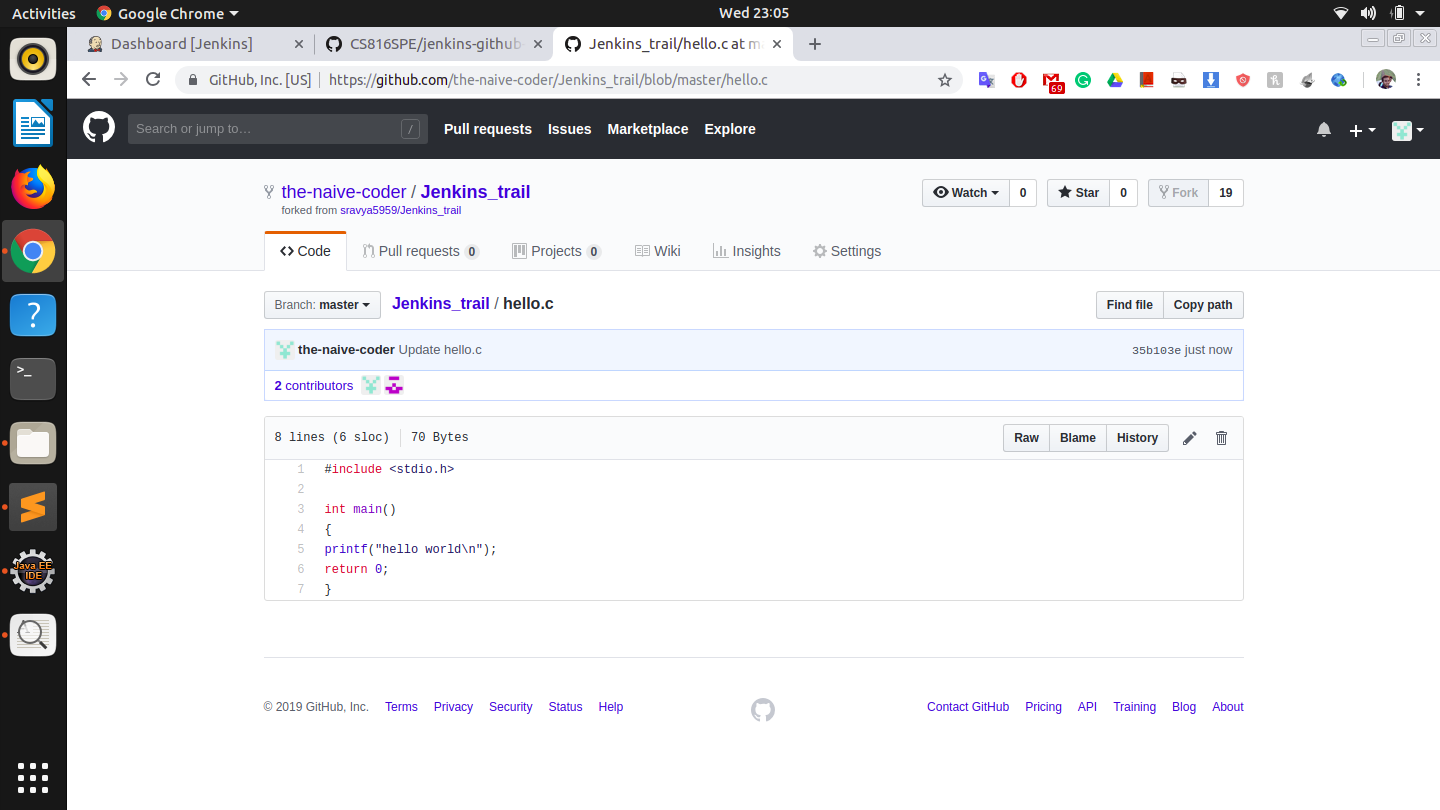 Activities Google Chrome Wed 23:05
Dashboard [Jenkins] CS816SPE/jenkins-github Jenkins_trail/hello.c at m
GitHub, Inc. [US] https://github.com/the-naive-coder/Jenkins_trail/blob/master/hello.c 69
Search or jump to… / Pull requests Issues Marketplace Explore
the-naive-coder / Jenkins_trail Watch 0 Star 0 Fork 19
forked from sravya5959/Jenkins_trail
Code Pull requests 0 Projects 0 Wiki Insights Settings
Branch: master Jenkins_trail / hello.c Find file Copy path
?
the-naive-coder Update hello.c 35b103e just now
>_
2 contributors
8 lines (6 sloc) 70 Bytes Raw Blame History
1 #include <stdio.h>
2
3 int main()
4 {
5 printf("hello world\n");
6 return 0;
7 }
Java EE
IDE
© 2019 GitHub, Inc. Terms Privacy Security Status Help Contact GitHub Pricing API Training Blog About